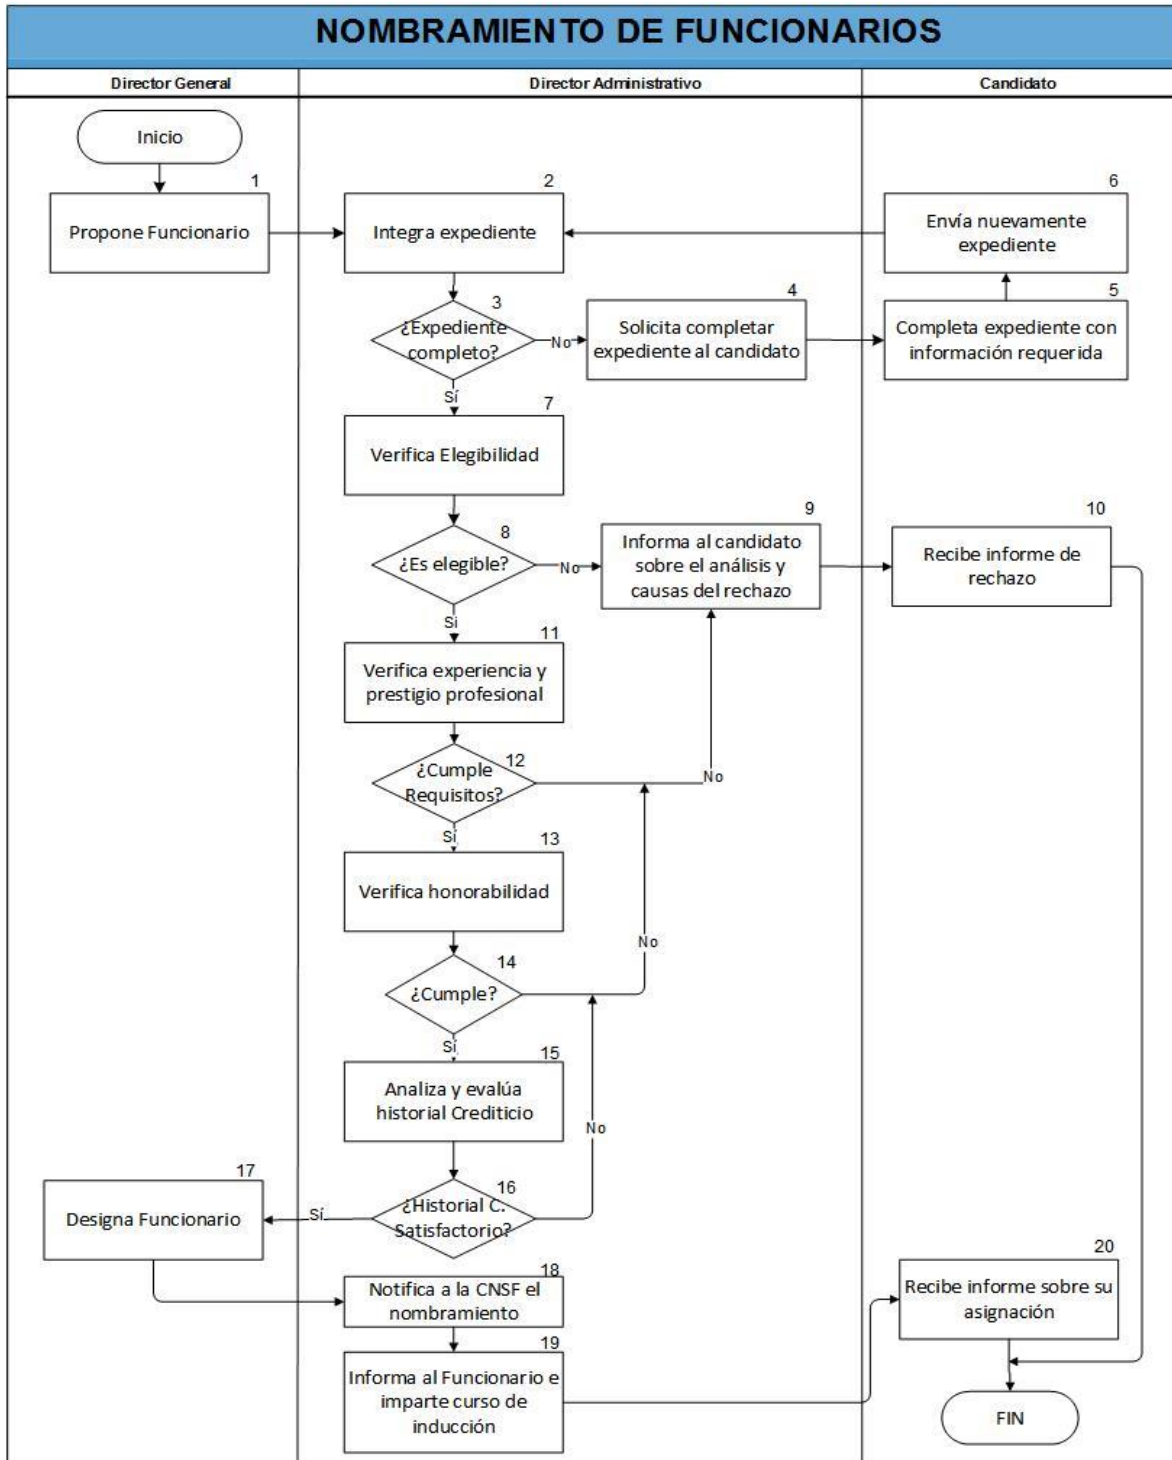 NOMBRAMIENTO DE FUNCIONARIOS
Director General
Director Administrativo
Candidato
Inicio
1
Propone Funcionario
2
Integra expediente
6
Envía nuevamente
expediente
3
¿Expediente
completo?
No
4
Solicita completar
expediente al candidato
5
Completa expediente con
información requerida
Sí
7
Verifica Elegibilidad
8
¿Es elegible?
No
9
Informa al candidato
sobre el análisis y
causas del rechazo
10
Recibe informe de
rechazo
Si
11
Verifica experiencia y
prestigio profesional
12
¿Cumple
Requisitos?
No
Sí
13
Verifica honorabilidad
No
14
¿Cumple?
Sí
15
Analiza y evalúa
historial Crediticio
No
16
¿Historial C.
Satisfactorio?
Sí
17
Designa Funcionario
18
Notifica a la CNSF el
nombramiento
20
Recibe informe sobre su
asignación
19
Informa al Funcionario e
imparte curso de
inducción
FIN